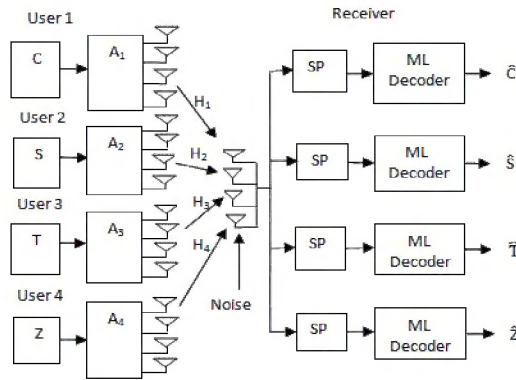 User 1
C
A1
H1
User 2
S
A2
H2
User 3
T
A3
H3
User 4
Z
A4
H4
Noise
Receiver
SP
ML
Decoder
Ĉ
SP
ML
Decoder
Ŝ
SP
ML
Decoder
T̂
SP
ML
Decoder
Ẑ